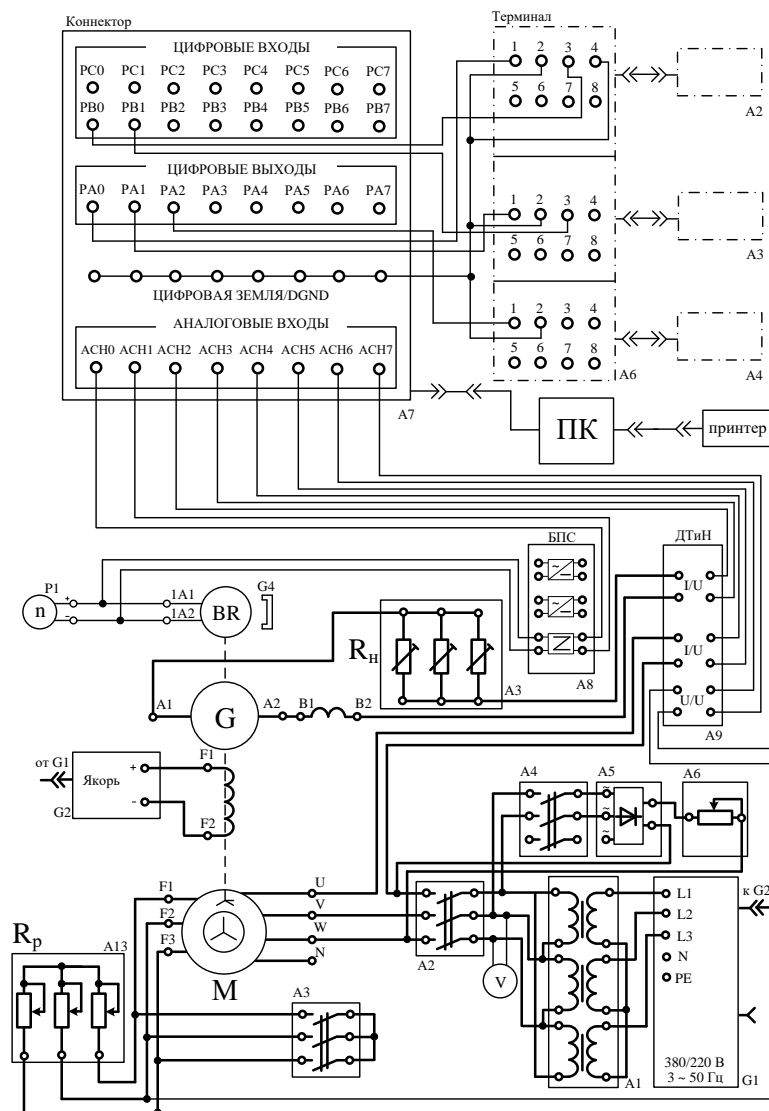 Коннектор
Терминал
ЦИФРОВЫЕ ВХОДЫ
PC0 PC1 PC2 PC3 PC4 PC5 PC6 PC7
PB0 PB1 PB2 PB3 PB4 PB5 PB6 PB7
1 2 3 4
5 6 7 8
A2
ЦИФРОВЫЕ ВЫХОДЫ
PA0 PA1 PA2 PA3 PA4 PA5 PA6 PA7
1 2 3 4
5 6 7 8
A3
ЦИФРОВАЯ ЗЕМЛЯ/DGND
АНАЛОГОВЫЕ ВХОДЫ
ACH0 ACH1 ACH2 ACH3 ACH4 ACH5 ACH6 ACH7
1 2 3 4
5 6 7 8
A6
A4
A7
ПК
принтер
БПС
ДТиН
P1
+
-
n
1A1
1A2
BR
G4
I/U
I/U
U/U
Rн
A3
A8
A9
A1
G
A2 B1 B2
от G1
+
-
Якорь
G2
F1
F2
A4
A5
A6
~
~
~
F1
F2
F3
U
V
W
N
M
A2
V
L1
L2
L3
N
PE
к G2
Rр
A13
A3
A1
380/220 В
3 ~ 50 Гц
G1